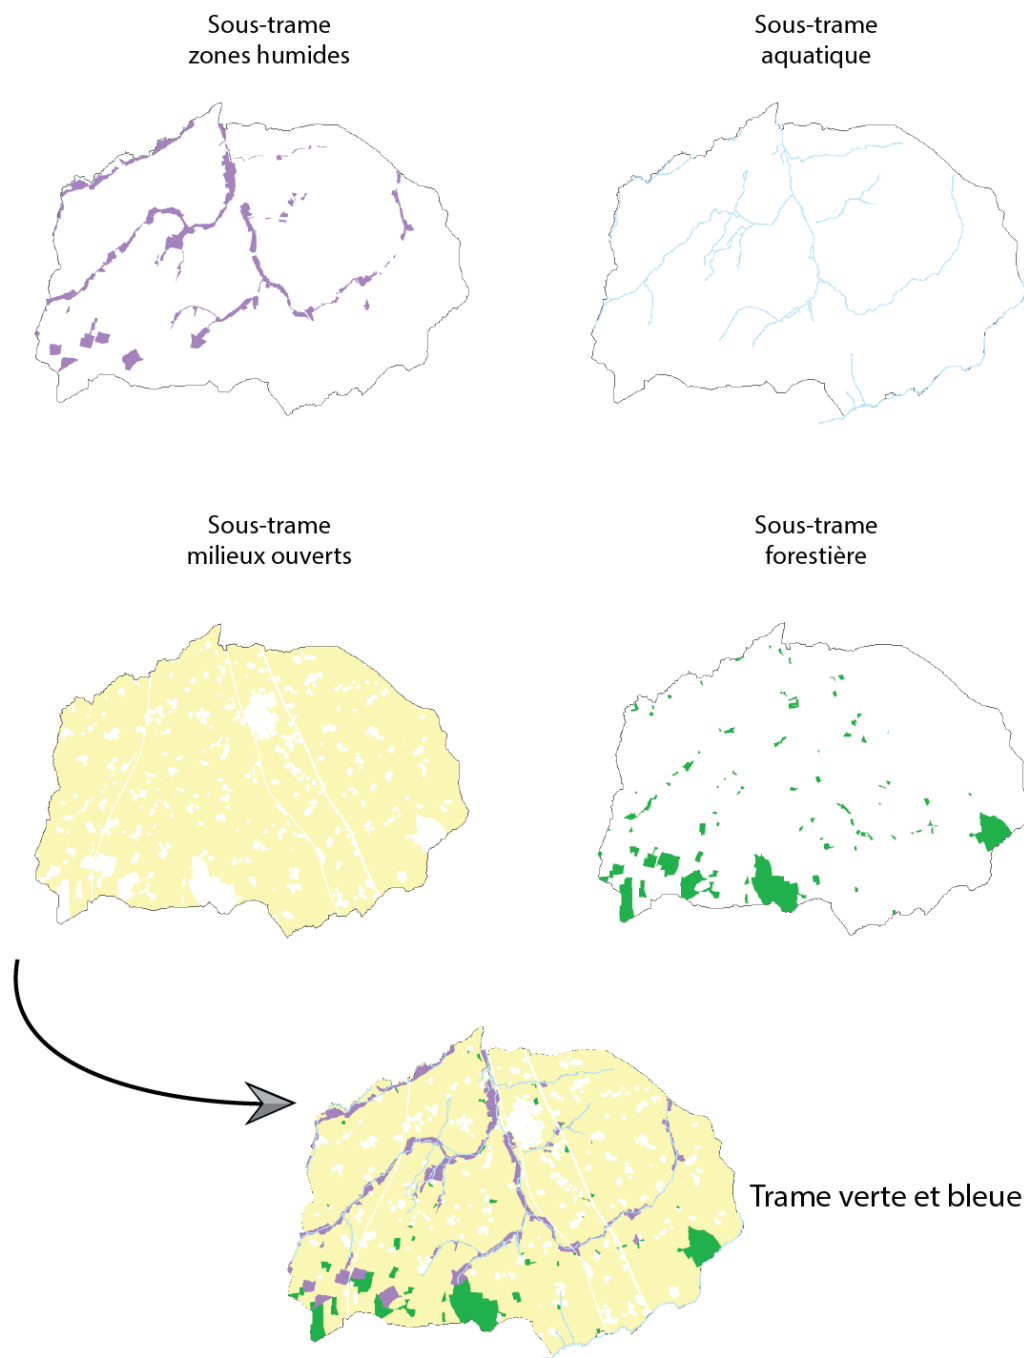 Sous-trame
zones humides
Sous-trame
aquatique
Sous-trame
milieux ouverts
Sous-trame
forestière
Trame verte et bleue